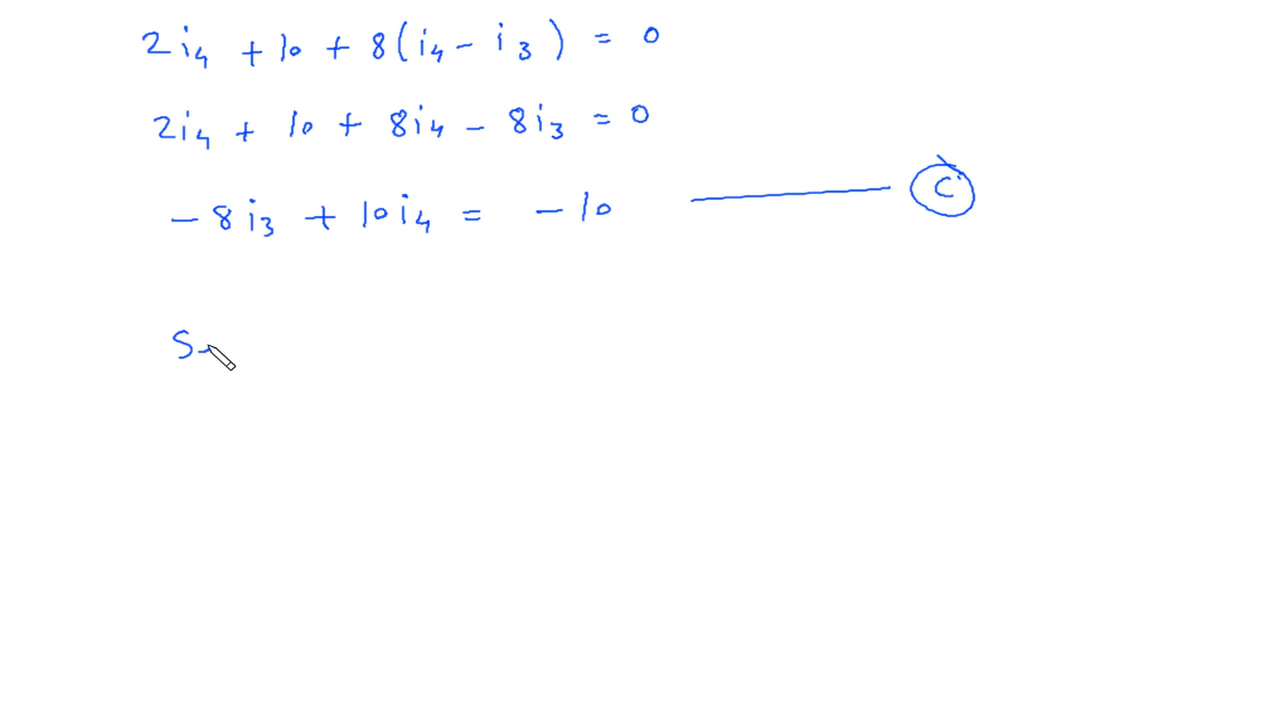 2i₄ + 10 + 8(i₄ - i₃) = 0
2i₄ + 10 + 8i₄ - 8i₃ = 0
- 8i₃ + 10i₄ = - 10 ——— C
S